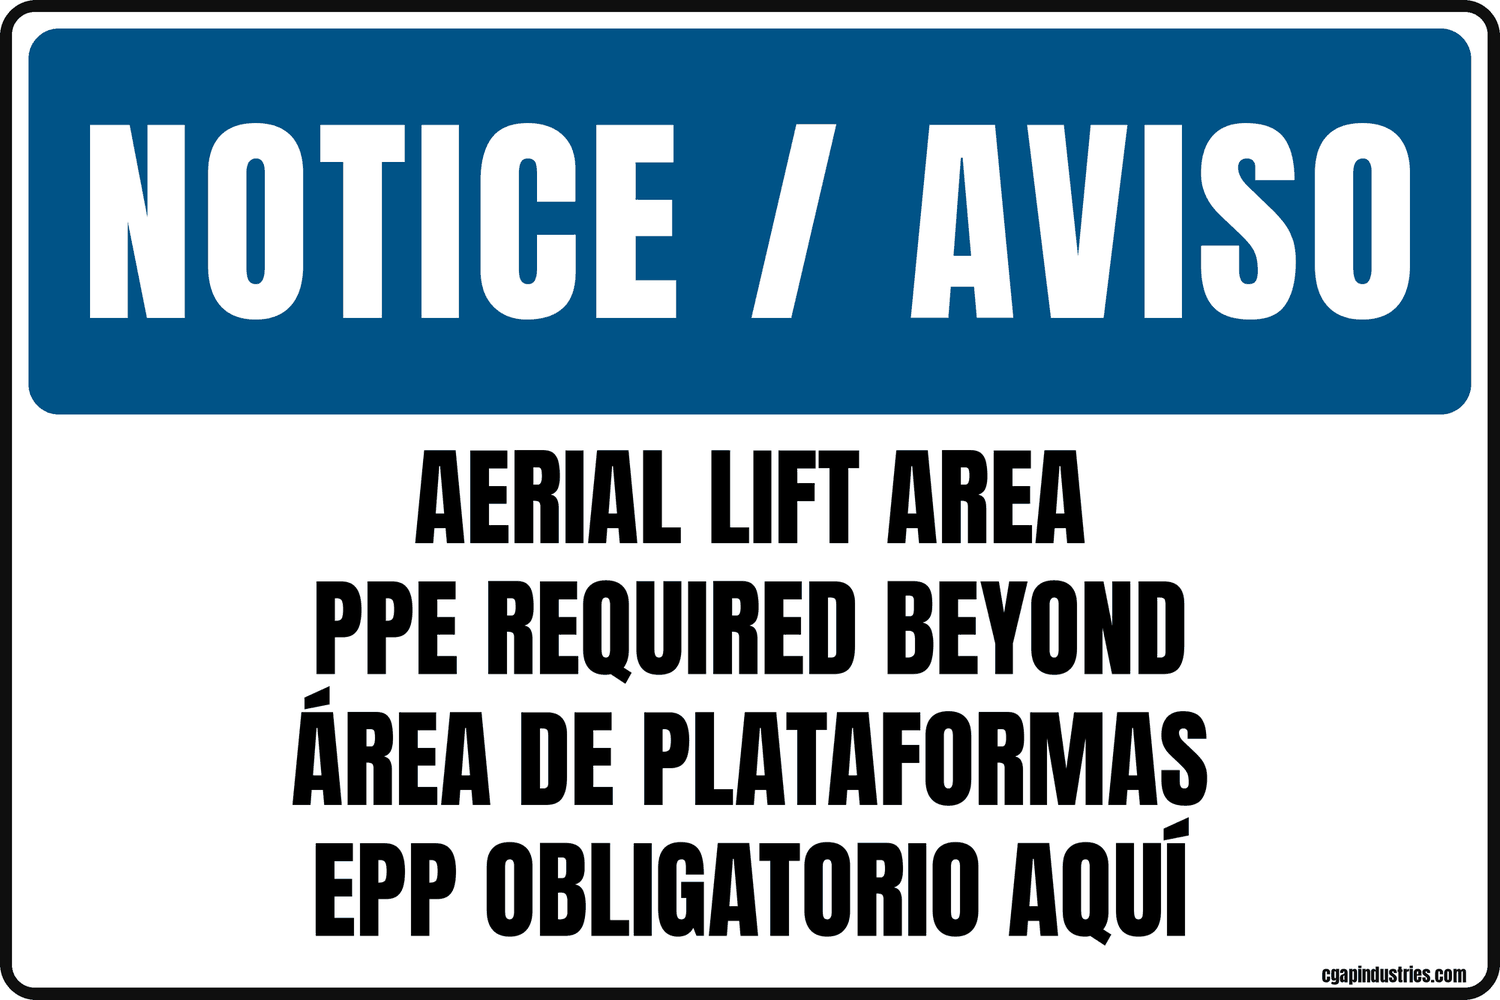 NOTICE / AVISO
AERIAL LIFT AREA
PPE REQUIRED BEYOND
ÁREA DE PLATAFORMAS
EPP OBLIGATORIO AQUÍ
cgapindustries.com